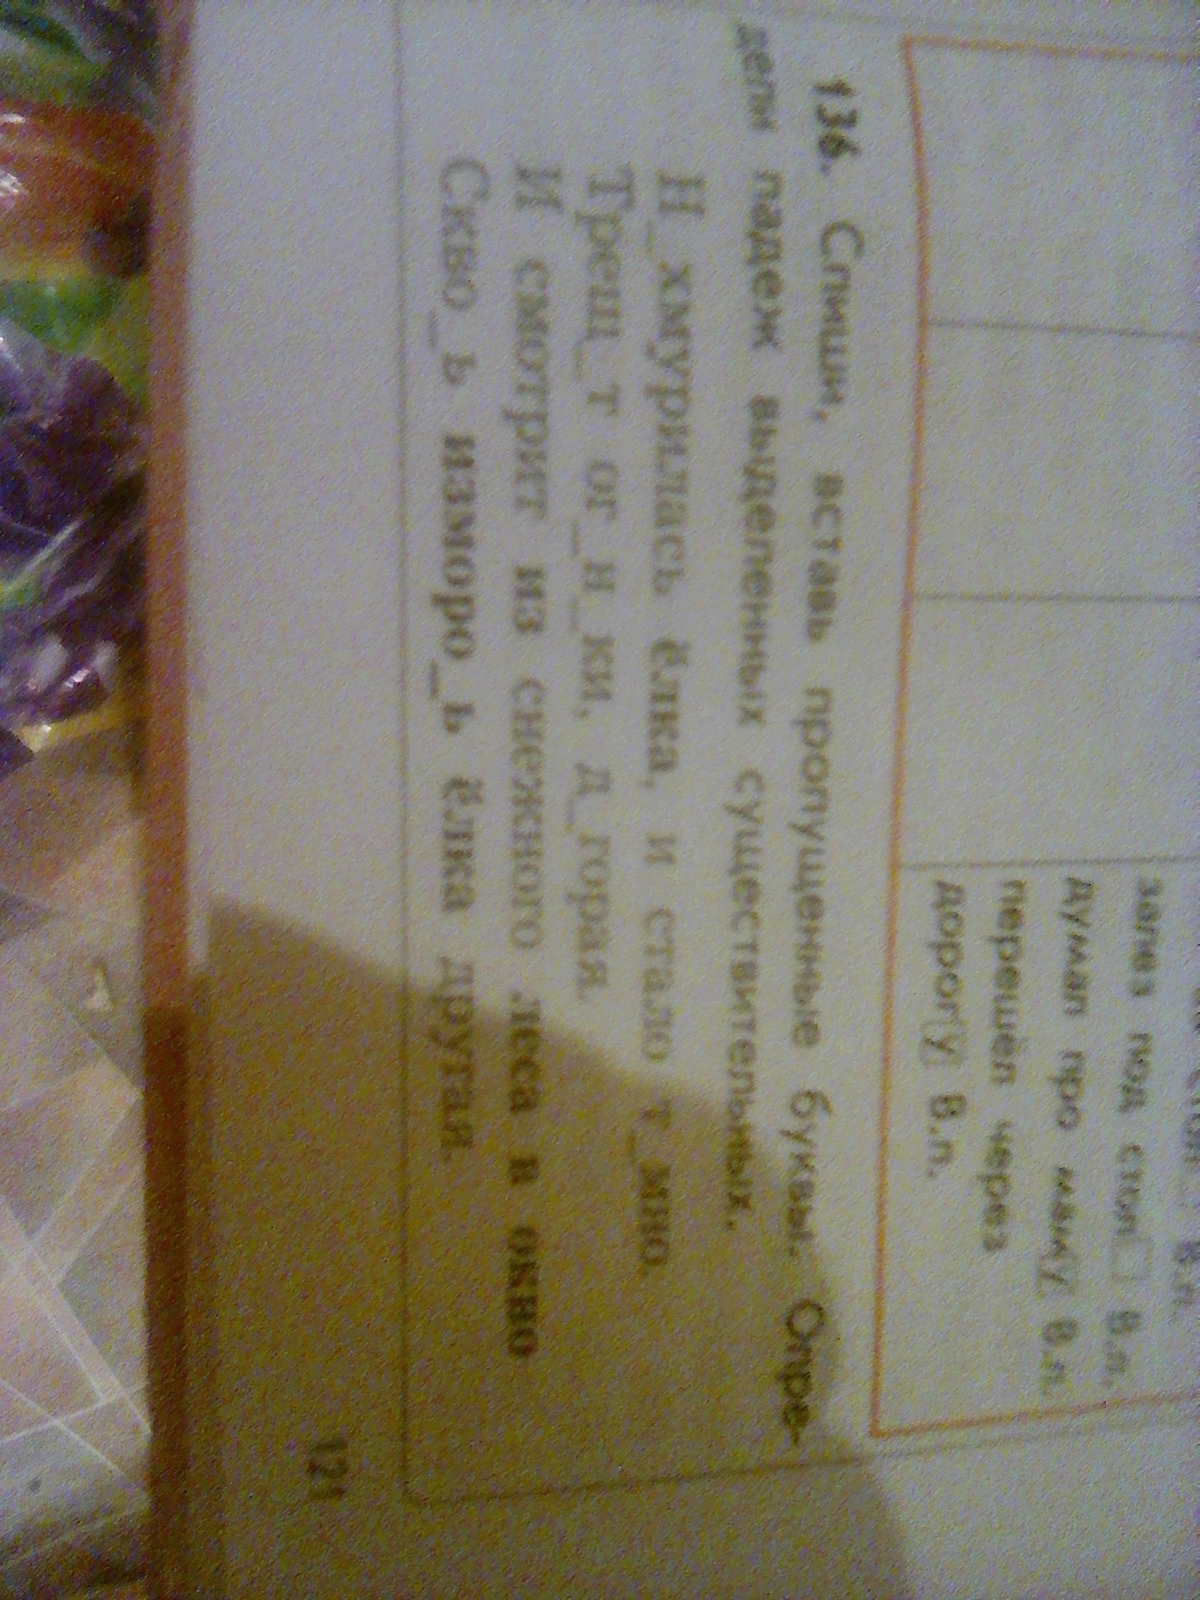 залез под стол В.п.
думал про маму В.п.
перешёл через
дорогу В.п.
136. Спиши, вставь пропущенные буквы. Опре-
дели падеж выделенных существительных.
Н_хмурилась ёлка, и стало т_мно.
Трещ_т ог_н_ки, д_горая.
И смотрит из снежного леса в окно
Скво_ь изморо_ь ёлка другая.
121